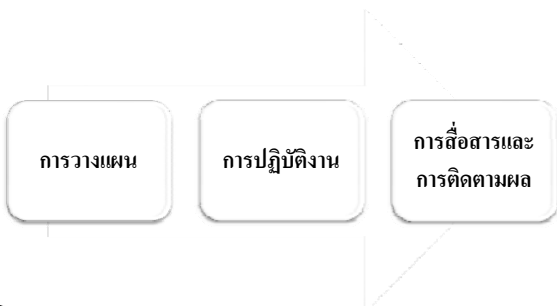 การวางแผน
การปฏิบัติงาน
การสื่อสารและ
การติดตามผล